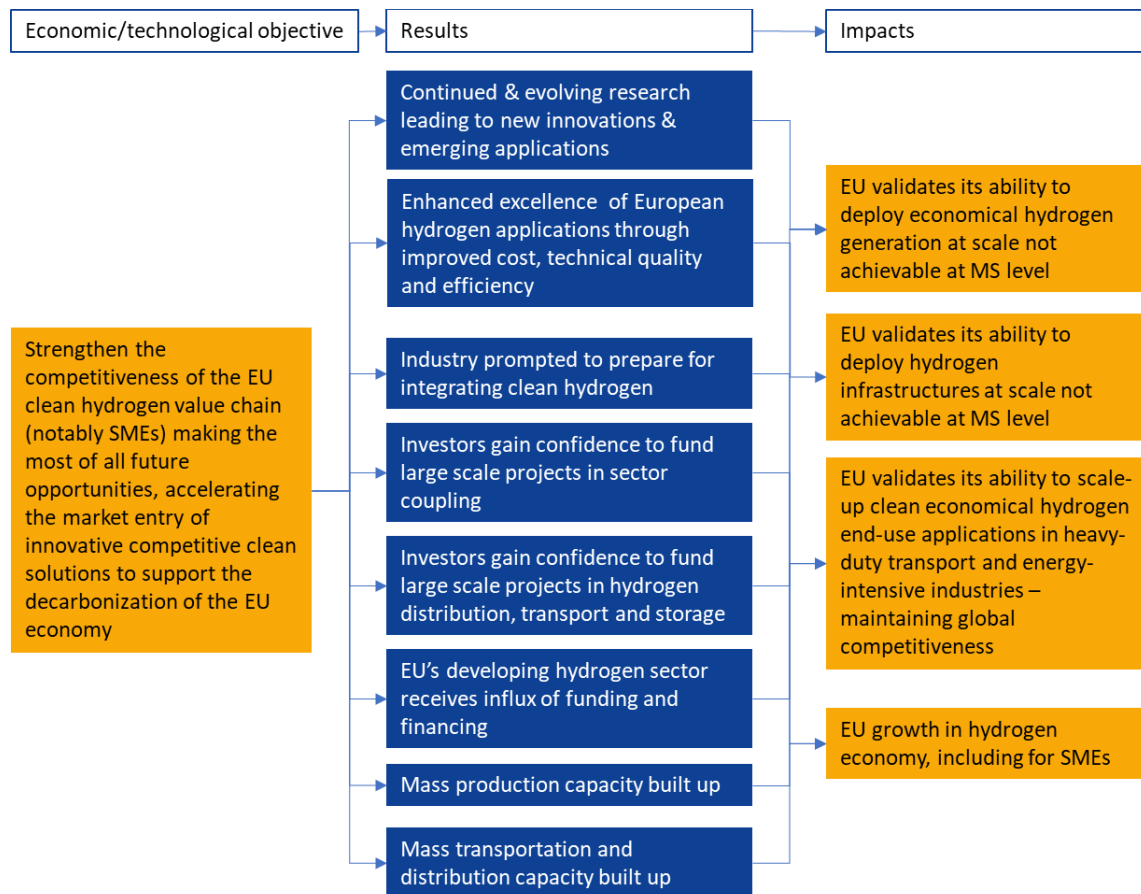 Economic/technological objective
Results
Impacts
Strengthen the
competitiveness of the EU
clean hydrogen value chain
(notably SMEs) making the
most of all future
opportunities, accelerating
the market entry of
innovative competitive clean
solutions to support the
decarbonization of the EU
economy
Continued & evolving research
leading to new innovations &
emerging applications
Enhanced excellence of European
hydrogen applications through
improved cost, technical quality
and efficiency
Industry prompted to prepare for
integrating clean hydrogen
Investors gain confidence to fund
large scale projects in sector
coupling
Investors gain confidence to fund
large scale projects in hydrogen
distribution, transport and storage
EU's developing hydrogen sector
receives influx of funding and
financing
Mass production capacity built up
Mass transportation and
distribution capacity built up
EU validates its ability to
deploy economical hydrogen
generation at scale not
achievable at MS level
EU validates its ability to
deploy hydrogen
infrastructures at scale not
achievable at MS level
EU validates its ability to scale-
up clean economical hydrogen
end-use applications in heavy-
duty transport and energy-
intensive industries –
maintaining global
competitiveness
EU growth in hydrogen
economy, including for SMEs